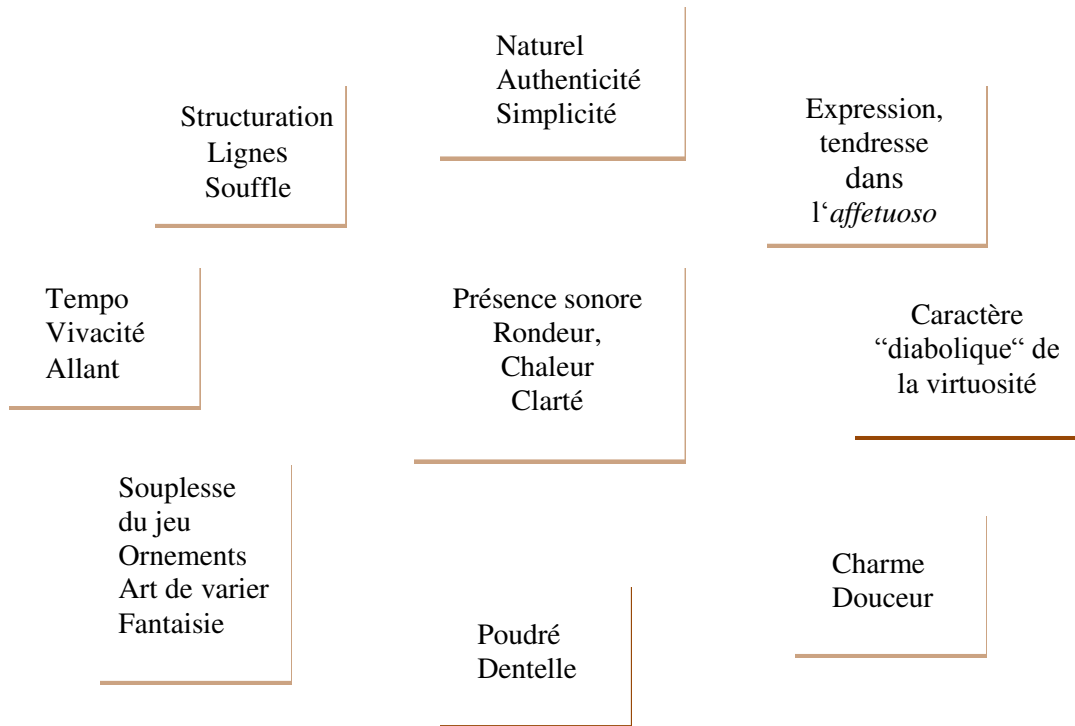 Naturel
Authenticité
Simplicité
Structuration
Lignes
Souffle
Expression,
tendresse
dans
l‘affetuoso
Tempo
Vivacité
Allant
Présence sonore
Rondeur,
Chaleur
Clarté
Caractère
“diabolique“ de
la virtuosité
Souplesse
du jeu
Ornements
Art de varier
Fantaisie
Poudré
Dentelle
Charme
Douceur